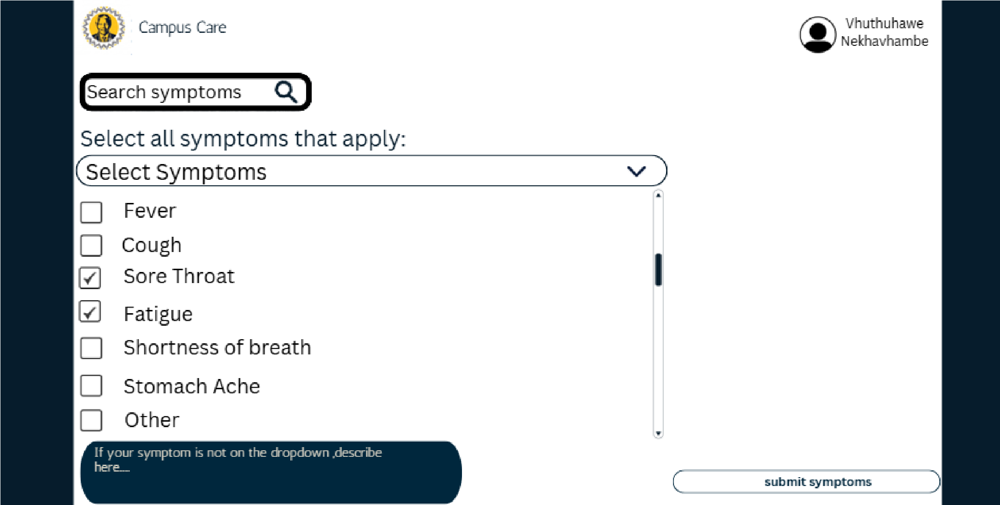 Campus Care
Vhuthuhawe
Nekhavhambe
Search symptoms
Select all symptoms that apply:
Select Symptoms
Fever
Cough
Sore Throat
Fatigue
Shortness of breath
Stomach Ache
Other
If your symptom is not on the dropdown ,describe
here....
submit symptoms